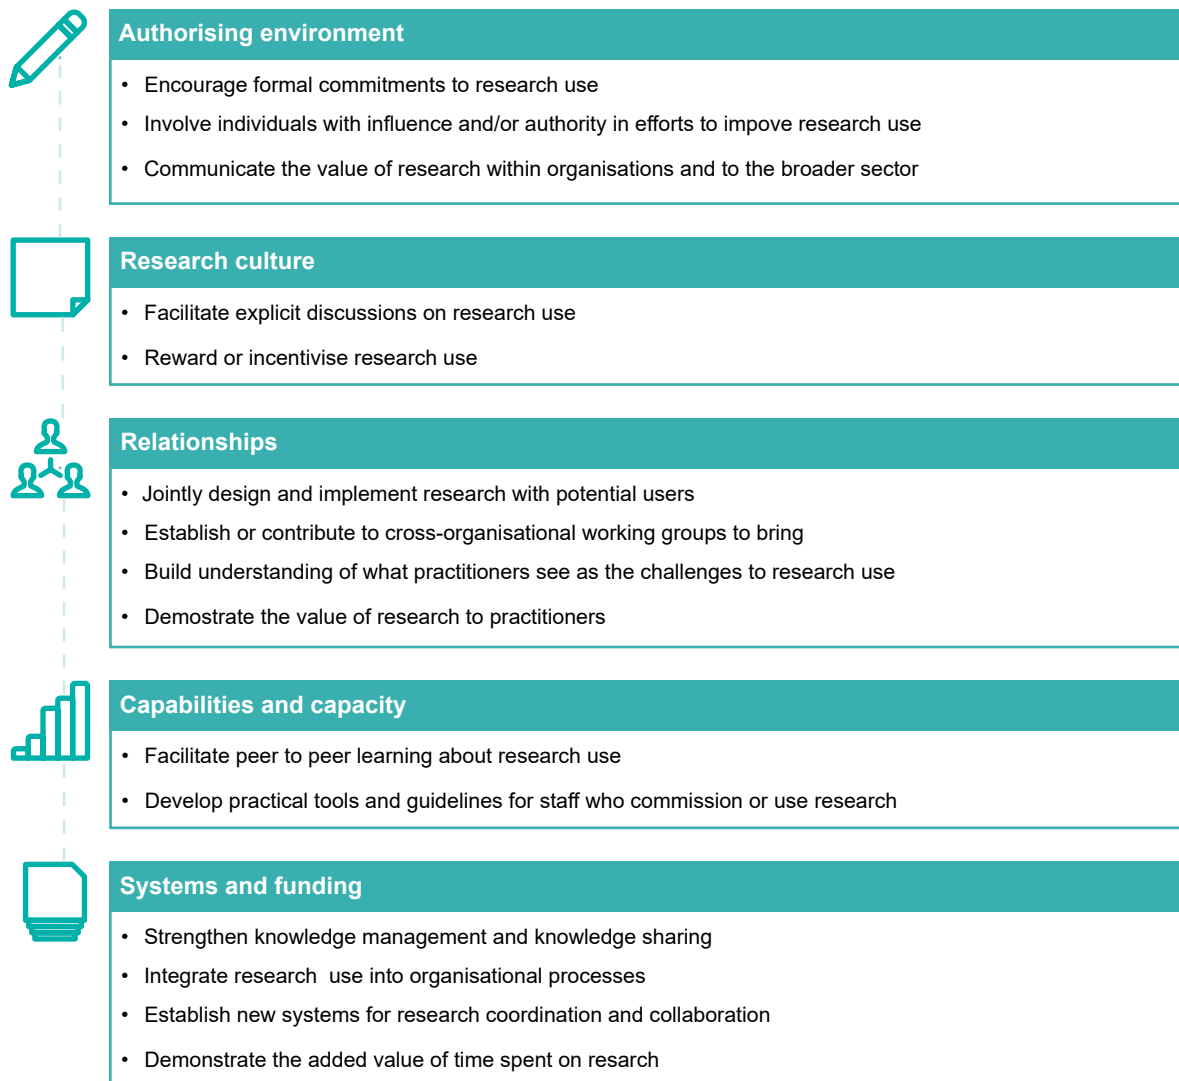 Authorising environment
• Encourage formal commitments to research use
• Involve individuals with influence and/or authority in efforts to impove research use
• Communicate the value of research within organisations and to the broader sector
Research culture
• Facilitate explicit discussions on research use
• Reward or incentivise research use
Relationships
• Jointly design and implement research with potential users
• Establish or contribute to cross-organisational working groups to bring
• Build understanding of what practitioners see as the challenges to research use
• Demostrate the value of research to practitioners
Capabilities and capacity
• Facilitate peer to peer learning about research use
• Develop practical tools and guidelines for staff who commission or use research
Systems and funding
• Strengthen knowledge management and knowledge sharing
• Integrate research  use into organisational processes
• Establish new systems for research coordination and collaboration
• Demonstrate the added value of time spent on resarch